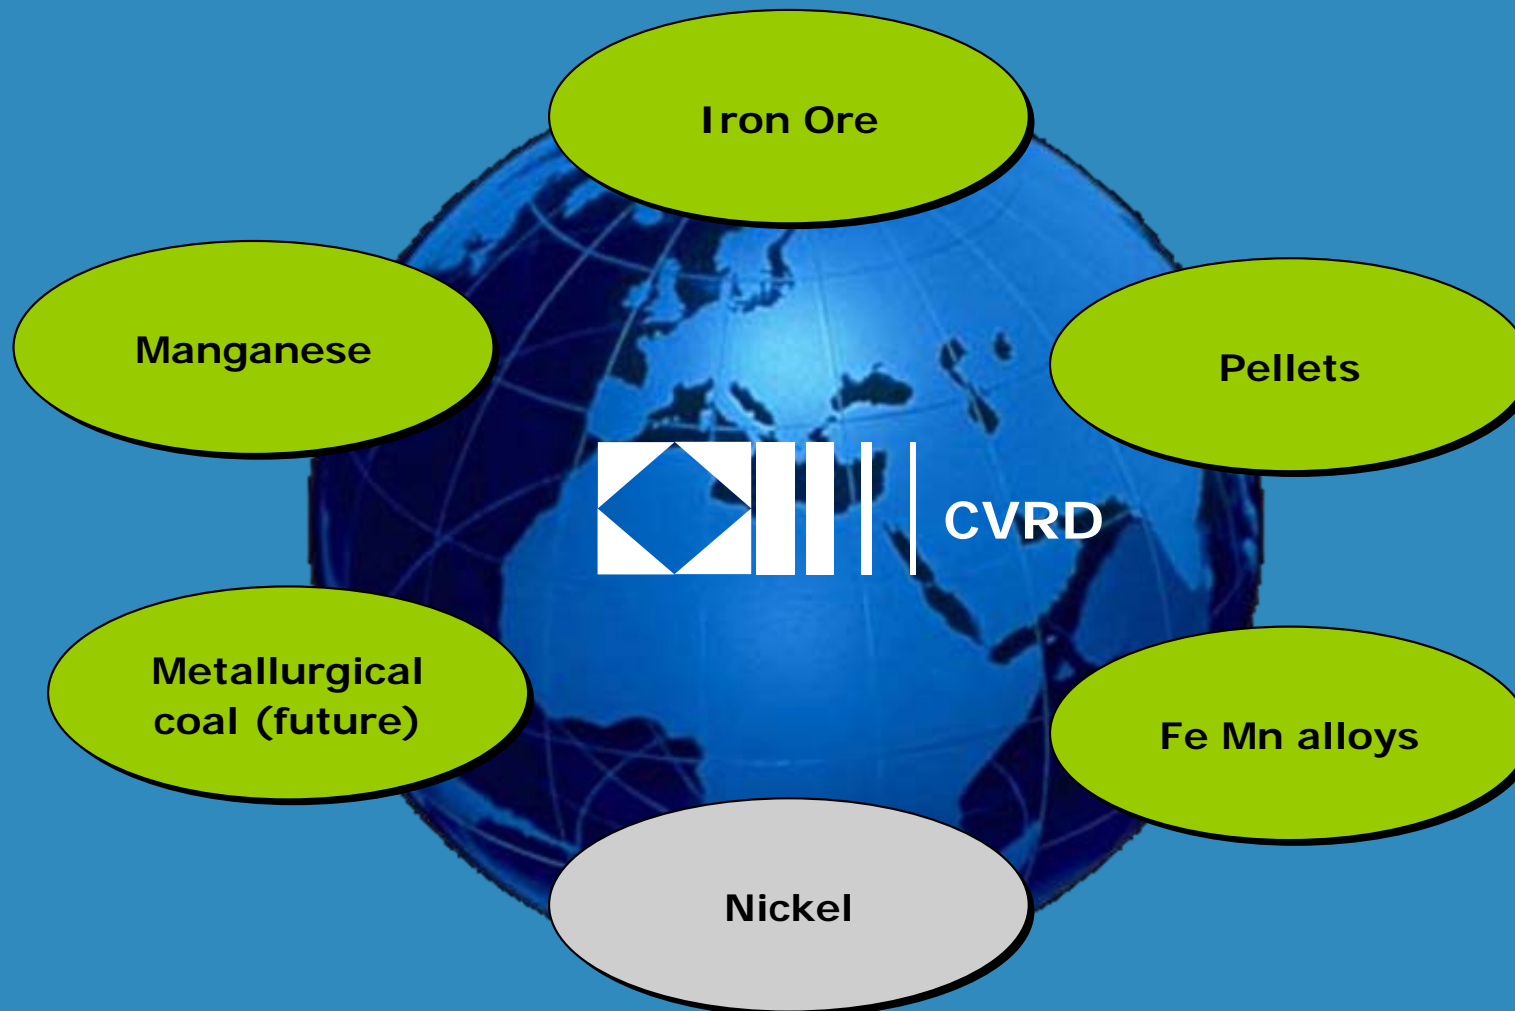 Iron Ore
Manganese
Pellets
CVRD
Metallurgical
coal (future)
Fe Mn alloys
Nickel